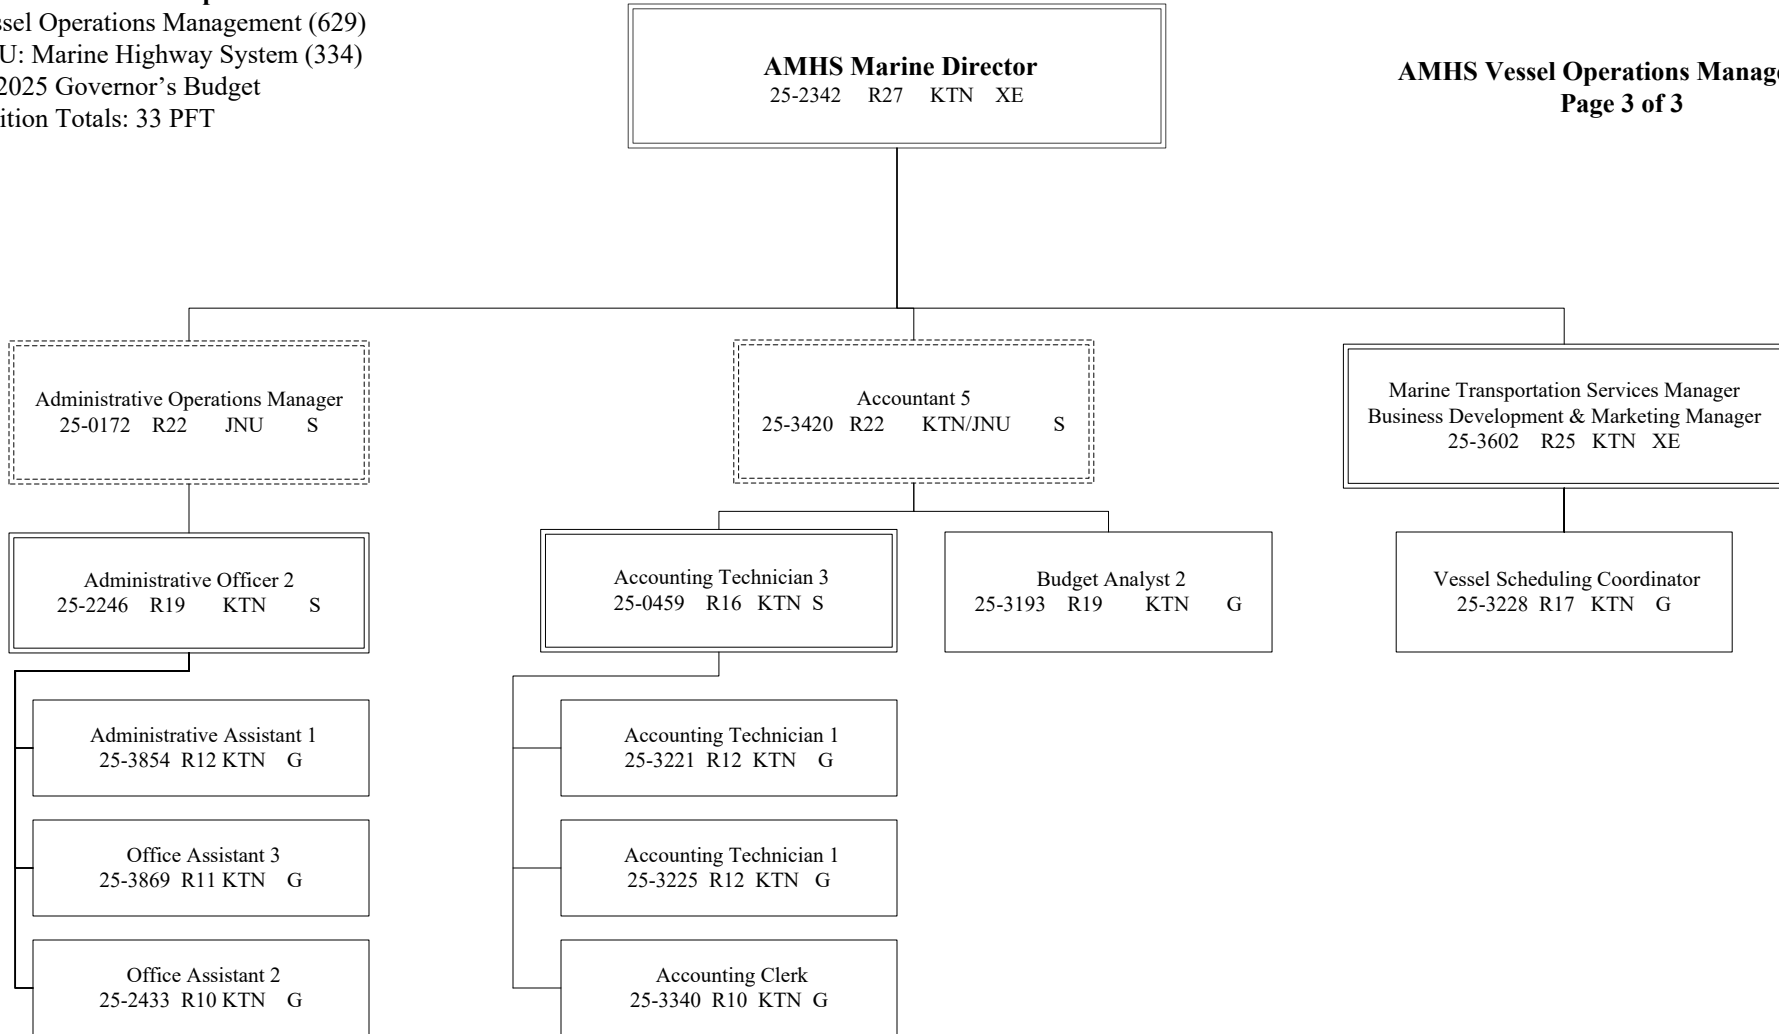 Vessel Operations Management (629)
U: Marine Highway System (334)
2025 Governor's Budget
ition Totals: 33 PFT
AMHS Marine Director
25-2342 R27 KTN XE
AMHS Vessel Operations Manage
Page 3 of 3
Administrative Operations Manager
25-0172 R22 JNU S
Accountant 5
25-3420 R22 KTN/JNU S
Marine Transportation Services Manager
Business Development & Marketing Manager
25-3602 R25 KTN XE
Administrative Officer 2
25-2246 R19 KTN S
Accounting Technician 3
25-0459 R16 KTN S
Budget Analyst 2
25-3193 R19 KTN G
Vessel Scheduling Coordinator
25-3228 R17 KTN G
Administrative Assistant 1
25-3854 R12 KTN G
Office Assistant 3
25-3869 R11 KTN G
Office Assistant 2
25-2433 R10 KTN G
Accounting Technician 1
25-3221 R12 KTN G
Accounting Technician 1
25-3225 R12 KTN G
Accounting Clerk
25-3340 R10 KTN G